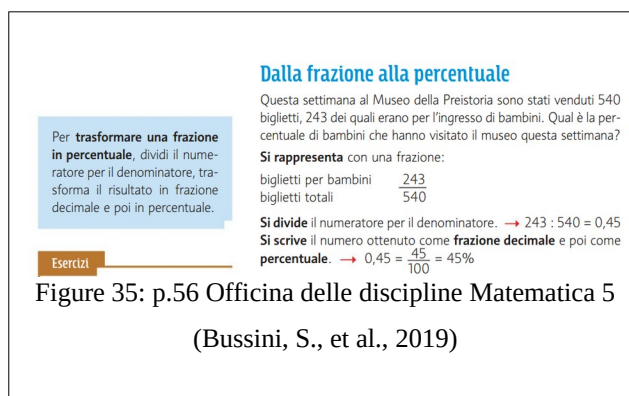 Dalla frazione alla percentuale
Questa settimana al Museo della Preistoria sono stati venduti 540
biglietti, 243 dei quali erano per l'ingresso di bambini. Qual è la per-
centuale di bambini che hanno visitato il museo questa settimana?
Si rappresenta con una frazione:
biglietti per bambini 243
biglietti totali 540
Si divide il numeratore per il denominatore. → 243 : 540 = 0,45
Si scrive il numero ottenuto come frazione decimale e poi come
percentuale. → 0,45 = 45/100 = 45%
Per trasformare una frazione
in percentuale, dividi il nume-
ratore per il denominatore, tra-
sforma il risultato in frazione
decimale e poi in percentuale.
Esercizi
Figure 35: p.56 Officina delle discipline Matematica 5
(Bussini, S., et al., 2019)